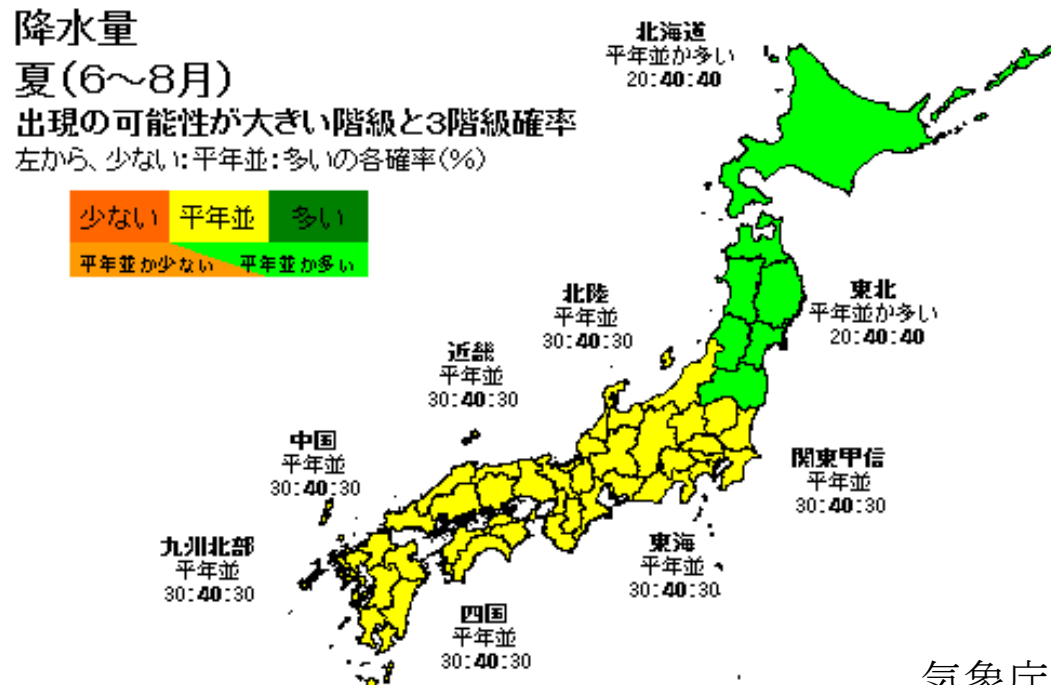 降水量
夏(6～8月)
出現の可能性が大きい階級と3階級確率
左から、少ない:平年並:多いの各確率(%)
少ない 平年並 多い
平年並か少ない 平年並か多い
北海道
平年並か多い
20:40:40
東北
平年並か多い
20:40:40
北陸
平年並
30:40:30
近畿
平年並
30:40:30
中国
平年並
30:40:30
関東甲信
平年並
30:40:30
九州北部
平年並
30:40:30
東海
平年並
30:40:30
四国
平年並
30:40:30
気象庁